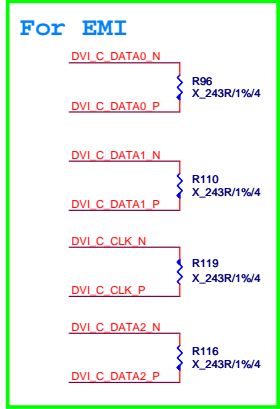 For EMI
DVI_C_DATA0_N
R96
X_243R/1%/4
DVI_C_DATA0_P
DVI_C_DATA1_N
R110
X_243R/1%/4
DVI_C_DATA1_P
DVI_C_CLK_N
R119
X_243R/1%/4
DVI_C_CLK_P
DVI_C_DATA2_N
R116
X_243R/1%/4
DVI_C_DATA2_P